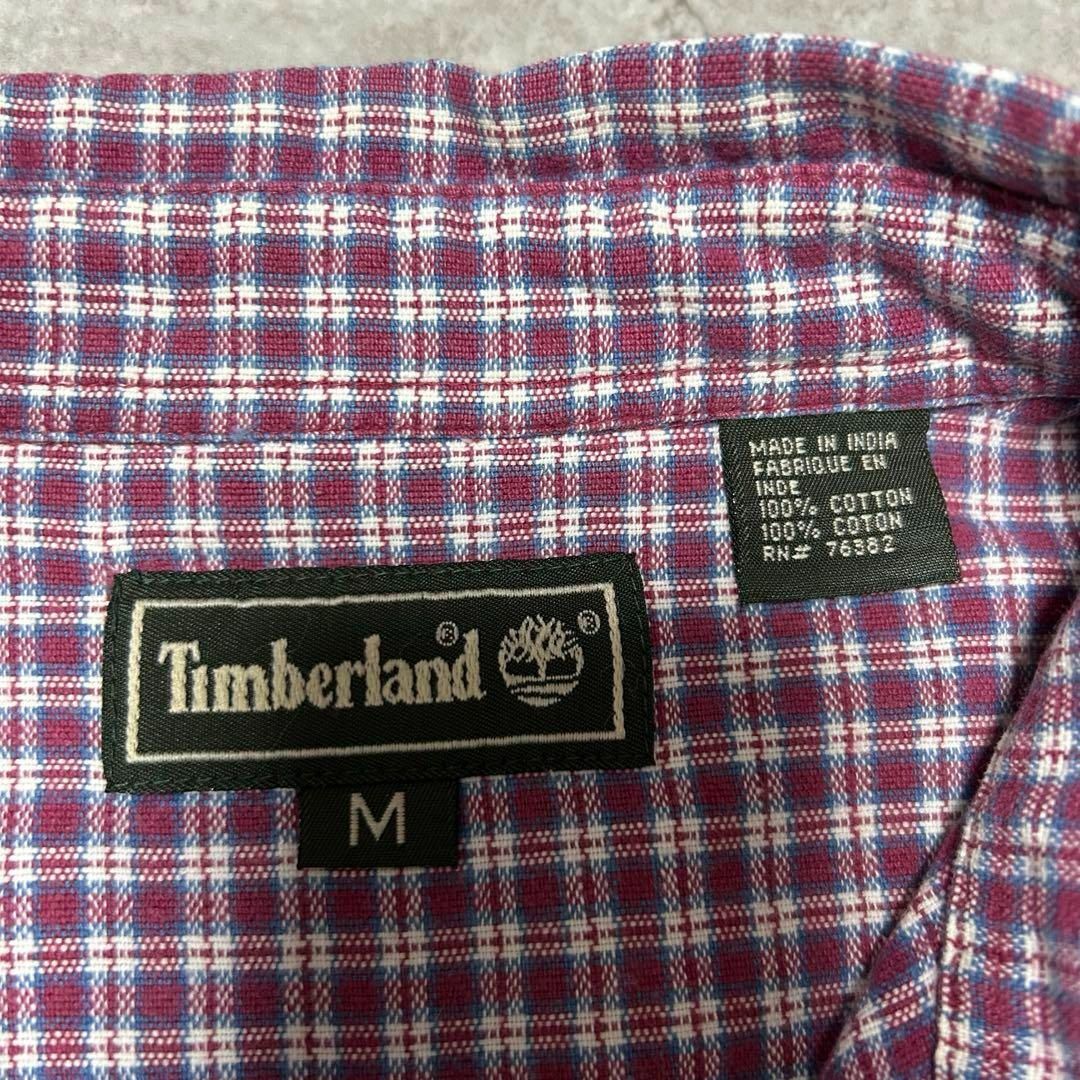 MADE IN INDIA
FABRIQUE EN
INDE
100% COTTON
100% COTON
RN# 76382
Timberland® ®
M